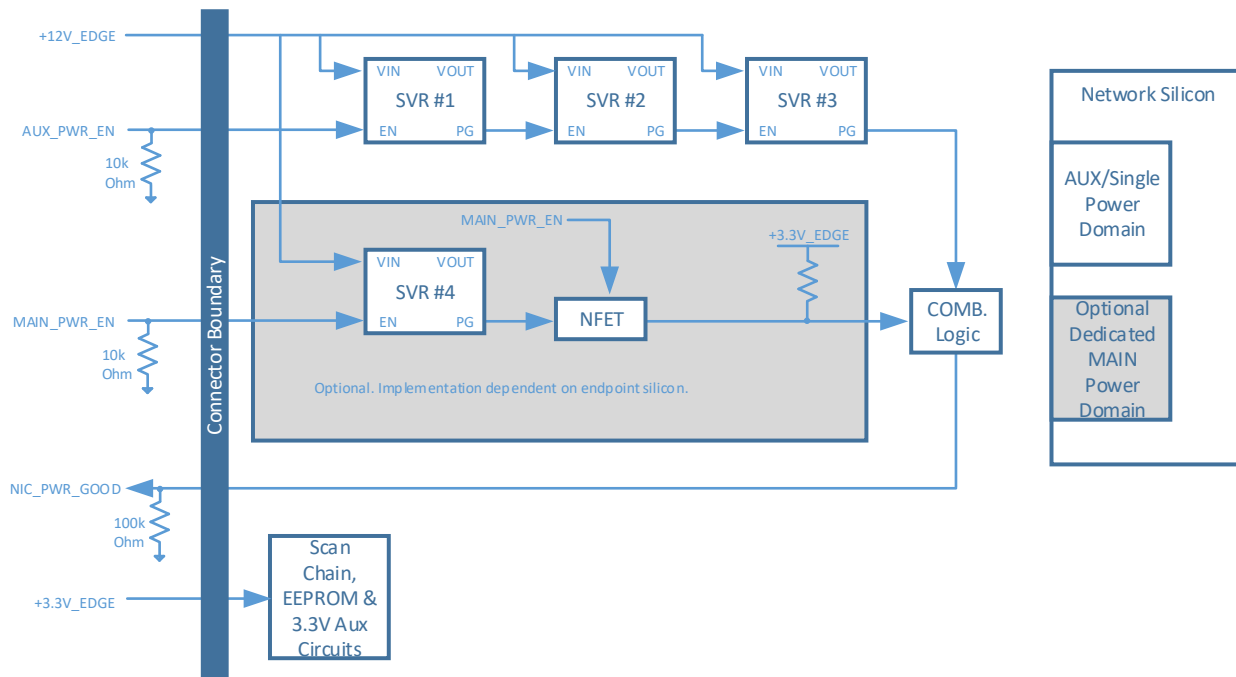 +12V_EDGE
VIN VOUT
SVR #1
EN PG
VIN VOUT
SVR #2
EN PG
VIN VOUT
SVR #3
EN PG
Network Silicon
AUX_PWR_EN
10k
Ohm
AUX/Single
Power
Domain
MAIN_PWR_EN
+3.3V_EDGE
VIN VOUT
SVR #4
EN PG
NFET
COMB.
Logic
MAIN_PWR_EN
10k
Ohm
Optional
Dedicated
MAIN
Power
Domain
Optional. Implementation dependent on endpoint silicon.
Connector Boundary
NIC_PWR_GOOD
100k
Ohm
+3.3V_EDGE
Scan
Chain,
EEPROM &
3.3V Aux
Circuits